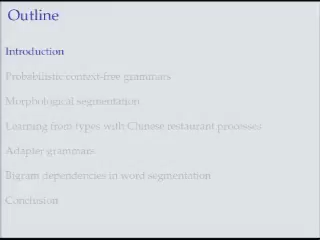 Outline
Introduction
Probabilistic context-free grammars
Morphological segmentation
Learning from types with Chinese restaurant processes
Adaptor grammars
Bigram dependencies in word segmentation
Conclusion